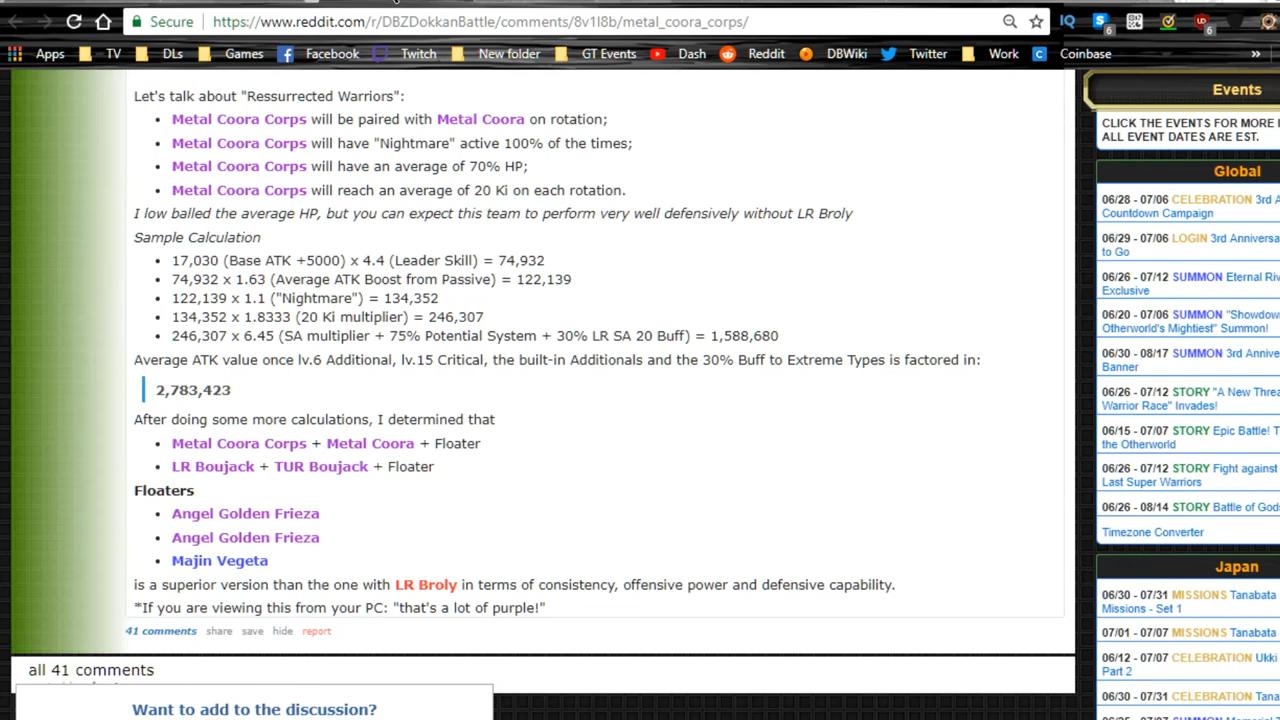 Secure https://www.reddit.com/r/DBZDokkanBattle/comments/8v1l8b/metal_coora_corps/
Apps TV DLs Games Facebook Twitch New folder GT Events Dash Reddit DBWiki Twitter Work Coinbase »
Let's talk about "Ressurrected Warriors":
• Metal Coora Corps will be paired with Metal Coora on rotation;
• Metal Coora Corps will have "Nightmare" active 100% of the times;
• Metal Coora Corps will have an average of 70% HP;
• Metal Coora Corps will reach an average of 20 Ki on each rotation.
I low balled the average HP, but you can expect this team to perform very well defensively without LR Broly
Sample Calculation
• 17,030 (Base ATK +5000) x (Leader Skill) = 74,932
• 74,932 x 1.63 (Average ATK Boost from Passive) = 122,139
• 122,139 x 1.1 ("Nightmare") = 134,352
• 134,352 x 1.8333 (20 Ki multiplier) = 246,307
• 246,307 x 6.45 (SA multiplier + 75% Potential System + 30% LR SA Buff) = 1,588,680
Average ATK value once lv.6 Additional, lv.15 Critical, the built-in Additionals and the 30% Buff to Extreme Types is factored in:
2,783,323
After doing some more calculation, I determined that
• Metal Coora Corps + Metal Coora + Floater
• LR Boujack + TUR Boujack + Floater
Floaters
• Angel Golden Frieza
• Angel Golden Frieza
• Majin Vegeta
is a superior version than the one with LR Broly in terms of consistency, offensive power and defensive capability.
*If you are viewing this from your PC: "that's a lot of purple!"
41 comments share save hide report
all 41 comments
Want to add to the discussion?
Events
CLICK THE EVENTS FOR MORE
ALL EVENT DATES ARE EST.
Global
06/28 - 07/06 CELEBRATION 3rd
Countdown Campaign
06/29 - 07/06 LOGIN 3rd Annivers
to Go
06/26 - 07/12 SUMMON Eternal
Exclusive
06/20 - 07/06 SUMMON "Showdow
Otherworld's Mightiest" Summon!
06/30 - 08/17 SUMMON 3rd Anniv
Banner
06/26 - 07/12 STORY "A New Threa
Warrior Race" Invades!
06/15 - 07/07 STORY Epic Battle! T
the Otherworld
06/26 - 07/12 STORY Fight against
Last Super Warriors
06/26 - 08/14 STORY Battle of God
Timezone Converter
Japan
06/30 - 07/31 MISSIONS Tanabata
Missions - Set 1
07/01 - 07/07 MISSIONS Tanabata
06/12 - 07/07 CELEBRATION Ukki
Part 2
06/30 - 07/31 CELEBRATION Tana